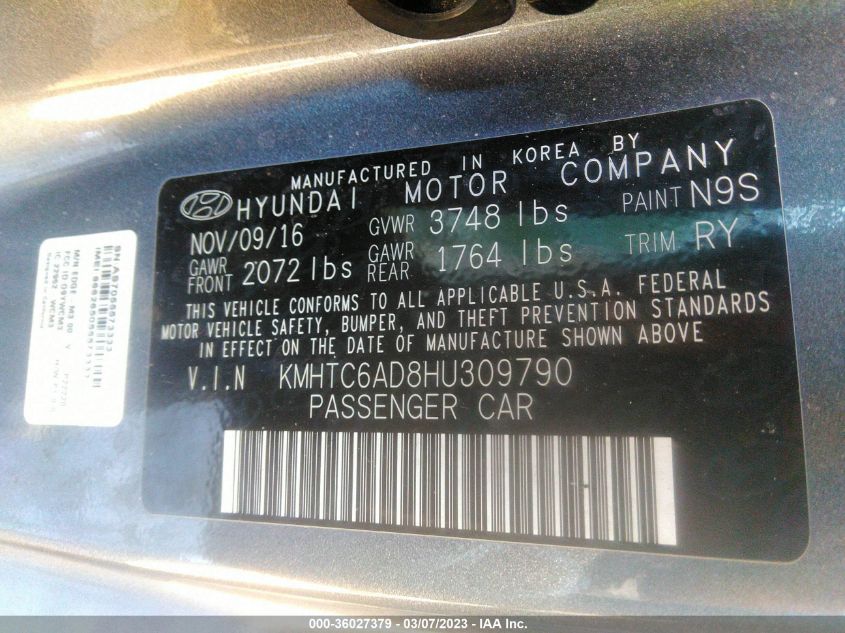 MANUFACTURED IN KOREA BY
HYUNDAI MOTOR COMPANY
NOV/09/16 GVWR 3748 lbs PAINT N9S
GAWR FRONT 2072 lbs GAWR REAR 1764 lbs TRIM RY
THIS VEHICLE CONFORMS TO ALL APPLICABLE U.S.A. FEDERAL
MOTOR VEHICLE SAFETY, BUMPER, AND THEFT PREVENTION STANDARDS
IN EFFECT ON THE DATE OF MANUFACTURE SHOWN ABOVE
V.I.N KMHTC6AD8HU309790
PASSENGER CAR
000-36027379 - 03/07/2023 - IAA Inc.